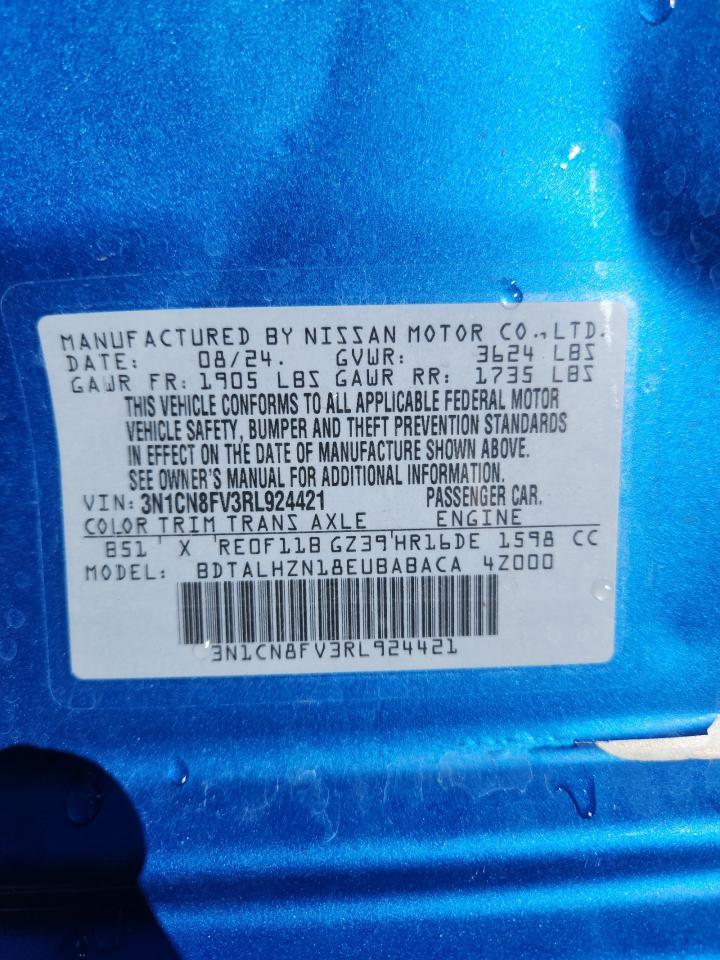 MANUFACTURED BY NISSAN MOTOR CO.,LTD.
DATE: 08/24. GVWR: 3624 LBS
GAWR FR: 1905 LBS GAWR RR: 1735 LBS
THIS VEHICLE CONFORMS TO ALL APPLICABLE FEDERAL MOTOR
VEHICLE SAFETY, BUMPER AND THEFT PREVENTION STANDARDS
IN EFFECT ON THE DATE OF MANUFACTURE SHOWN ABOVE.
SEE OWNER'S MANUAL FOR ADDITIONAL INFORMATION.
VIN: 3N1CN8FV3RL924421 PASSENGER CAR.
COLOR TRIM TRANS AXLE ENGINE
B51 X RE0F11B GZ39 HR16DE 1598 CC
MODEL: BDTALHZN18EUBABACA 4Z000
3N1CN8FV3RL924421